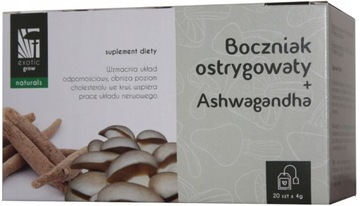 exotic
grow
naturals
suplement diety
Wzmacnia układ
odpornościowy, obniża poziom
cholesterolu we krwi, wspiera
pracę układu nerwowego.
Boczniak
ostrygowaty
+
Ashwagandha
20 szt x 4g